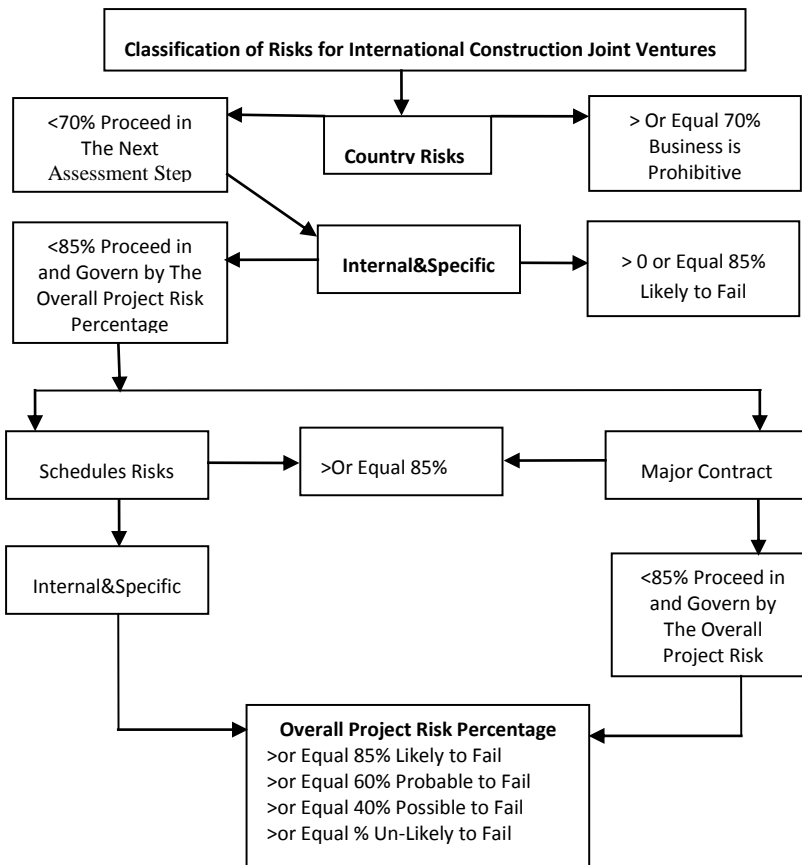 Classification of Risks for International Construction Joint Ventures
<70% Proceed in
The Next
Assessment Step
Country Risks
> Or Equal 70%
Business is
Prohibitive
<85% Proceed in
and Govern by The
Overall Project Risk
Percentage
Internal&Specific
> 0 or Equal 85%
Likely to Fail
Schedules Risks
>Or Equal 85%
Major Contract
Internal&Specific
<85% Proceed in
and Govern by
The Overall
Project Risk
Overall Project Risk Percentage
>or Equal 85% Likely to Fail
>or Equal 60% Probable to Fail
>or Equal 40% Possible to Fail
>or Equal % Un-Likely to Fail